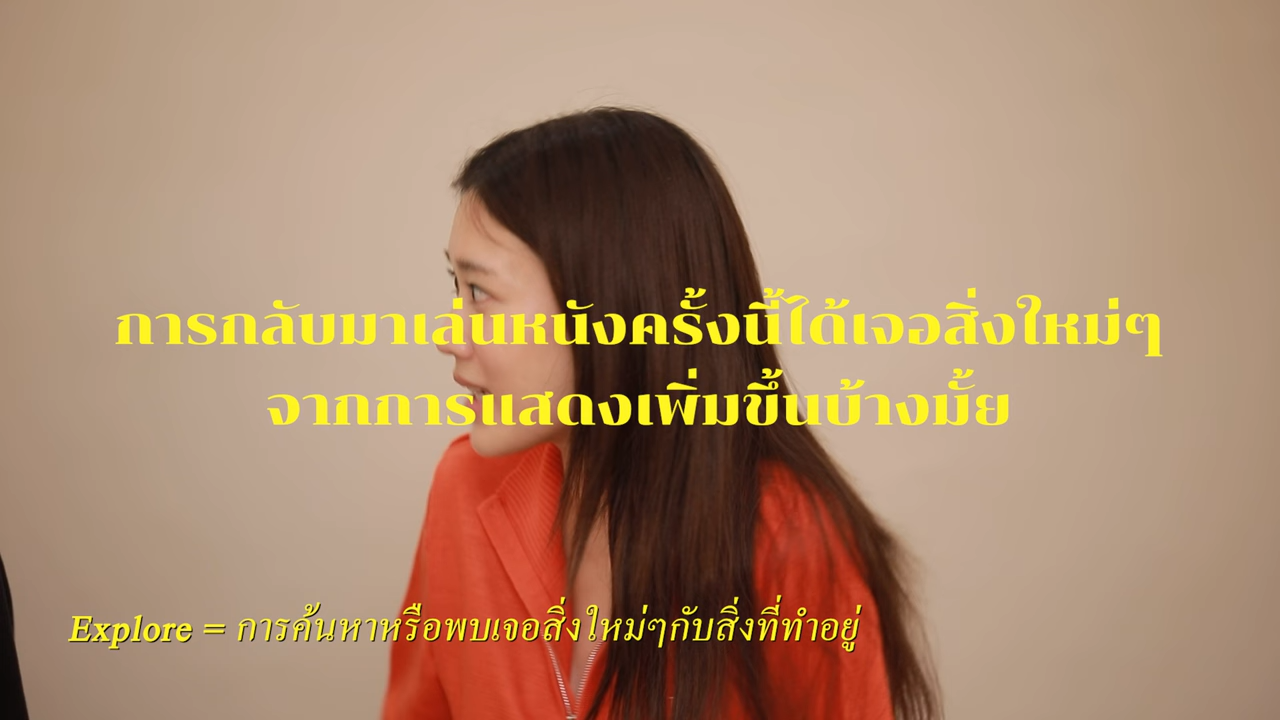 การกลับมาเล่นหนังครั้งนี้ได้เจอสิ่งใหม่ๆ
จากการแสดงเพิ่มขึ้นบ้างมั้ย
Explore = การค้นหาหรือพบเจอสิ่งใหม่ๆกับสิ่งที่ทำอยู่